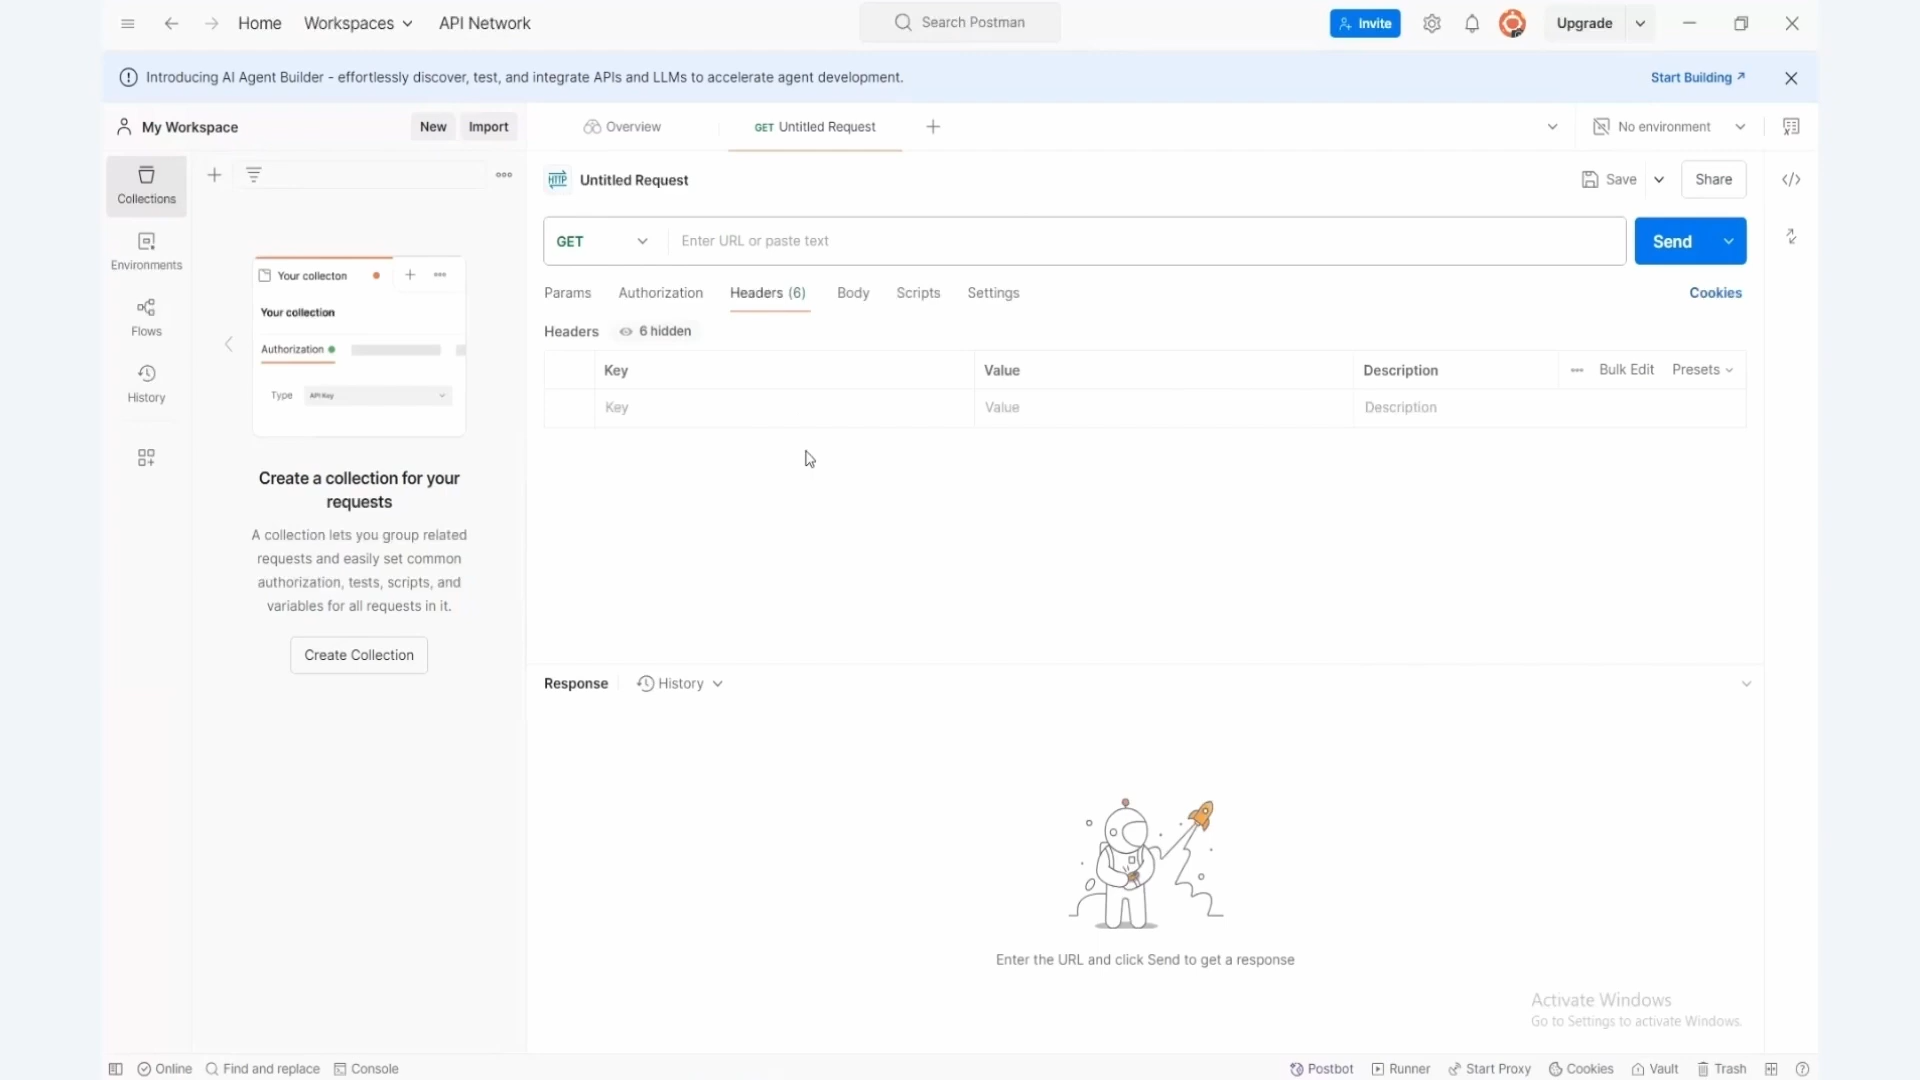 Home Workspaces API Network
Search Postman
Invite
Upgrade
Introducing AI Agent Builder - effortlessly discover, test, and integrate APIs and LLMs to accelerate agent development.
Start Building
My Workspace
New Import
Overview
GET Untitled Request
No environment
Collections
Environments
Flows
History
Your collecton
Your collection
Authorization
Type API Key
Create a collection for your
requests
A collection lets you group related
requests and easily set common
authorization, tests, scripts, and
variables for all requests in it.
Create Collection
HTTP Untitled Request
Save
Share
GET Enter URL or paste text
Send
Params Authorization Headers (6) Body Scripts Settings
Cookies
Headers 6 hidden
Key Value Description Bulk Edit Presets
Key Value Description
Response History
Enter the URL and click Send to get a response
Activate Windows
Go to Settings to activate Windows.
Online Find and replace Console
Postbot Runner Start Proxy Cookies Vault Trash